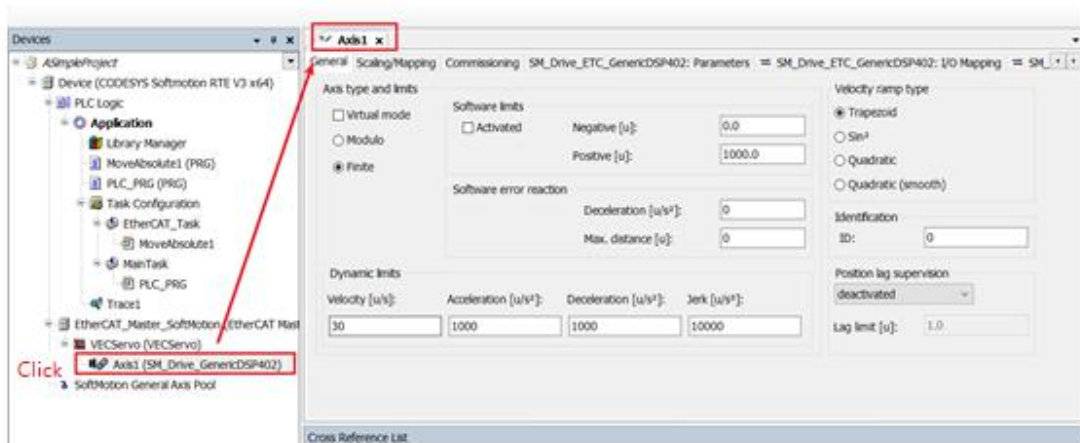 Devices
ASimpleProject
Device (CODESYS Softmotion RTE V3 x64)
PLC Logic
Application
Library Manager
MoveAbsolute1 (PRG)
PLC_PRG (PRG)
Task Configuration
EtherCAT_Task
MoveAbsolute1
MainTask
PLC_PRG
Trace1
EtherCAT_Master_SoftMotion (EtherCAT Mast
VECServo (VECServo)
Click
Axis1 (SM_Drive_GenericDSP402)
SoftMotion General Axis Pool
Axis1 x
General Scaling/Mapping Commissioning SM_Drive_ETC_GenericDSP402: Parameters SM_Drive_ETC_GenericDSP402: I/O Mapping SM_
Axis type and limits
Virtual mode
Modulo
Finite
Software limits
Activated
Negative [u]: 0.0
Positive [u]: 1000.0
Software error reaction
Deceleration [u/s²]: 0
Max. distance [u]: 0
Dynamic limits
Velocity [u/s]: Acceleration [u/s²]: Deceleration [u/s²]: Jerk [u/s³]:
30 1000 1000 10000
Velocity ramp type
Trapezoid
Sin²
Quadratic
Quadratic (smooth)
Identification
ID: 0
Position lag supervision
deactivated
Lag limit [u]: 1.0
Cross Reference List